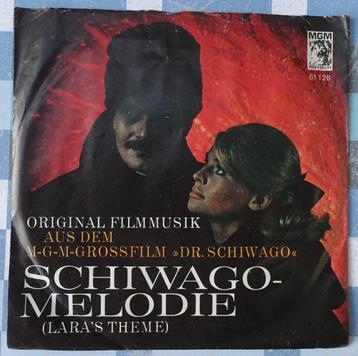 MGM
61 128
ORIGINAL FILMMUSIK
AUS DEM
M-G-M-GROSSFILM »DR. SCHIWAGO«
SCHIWAGO-
MELODIE
(LARA'S THEME)